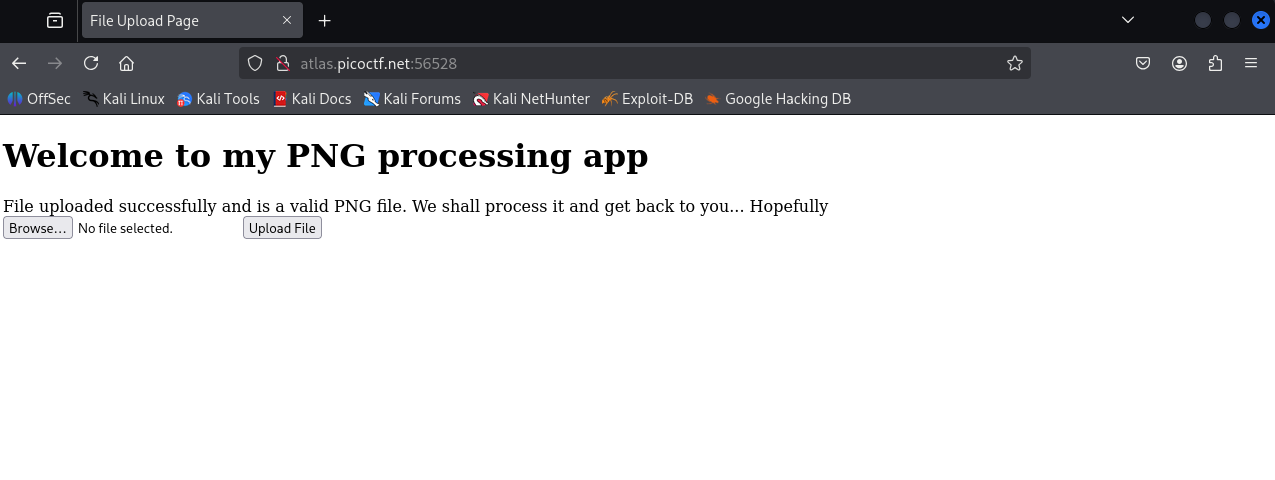 File Upload Page
atlas.picoctf.net:56528
OffSec Kali Linux Kali Tools Kali Docs Kali Forums Kali NetHunter Exploit-DB Google Hacking DB
Welcome to my PNG processing app
File uploaded successfully and is a valid PNG file. We shall process it and get back to you... Hopefully
Browse... No file selected. Upload File